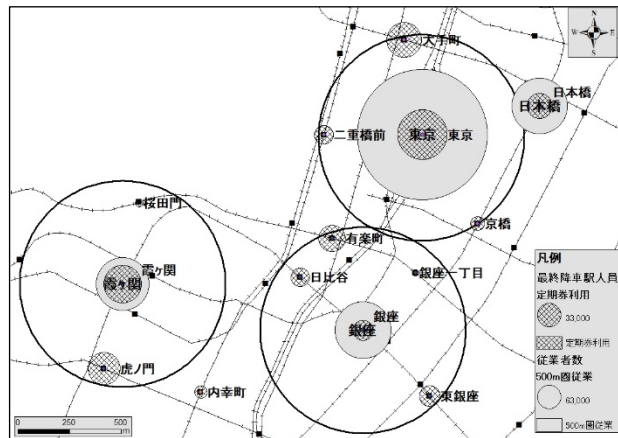 大手町
N
W
E
S
日本橋
日本橋
二重橋前
東京
東京
桜田門
京橋
有楽町
霞ヶ関
霞ヶ関
日比谷
銀座一丁目
銀座
銀座
虎ノ門
内幸町
東銀座
凡例
最終降車駅人員
定期券利用
33,000
定期券利用
従業者数
500m圏従業
63,000
500m圏従業
0
250
500
m